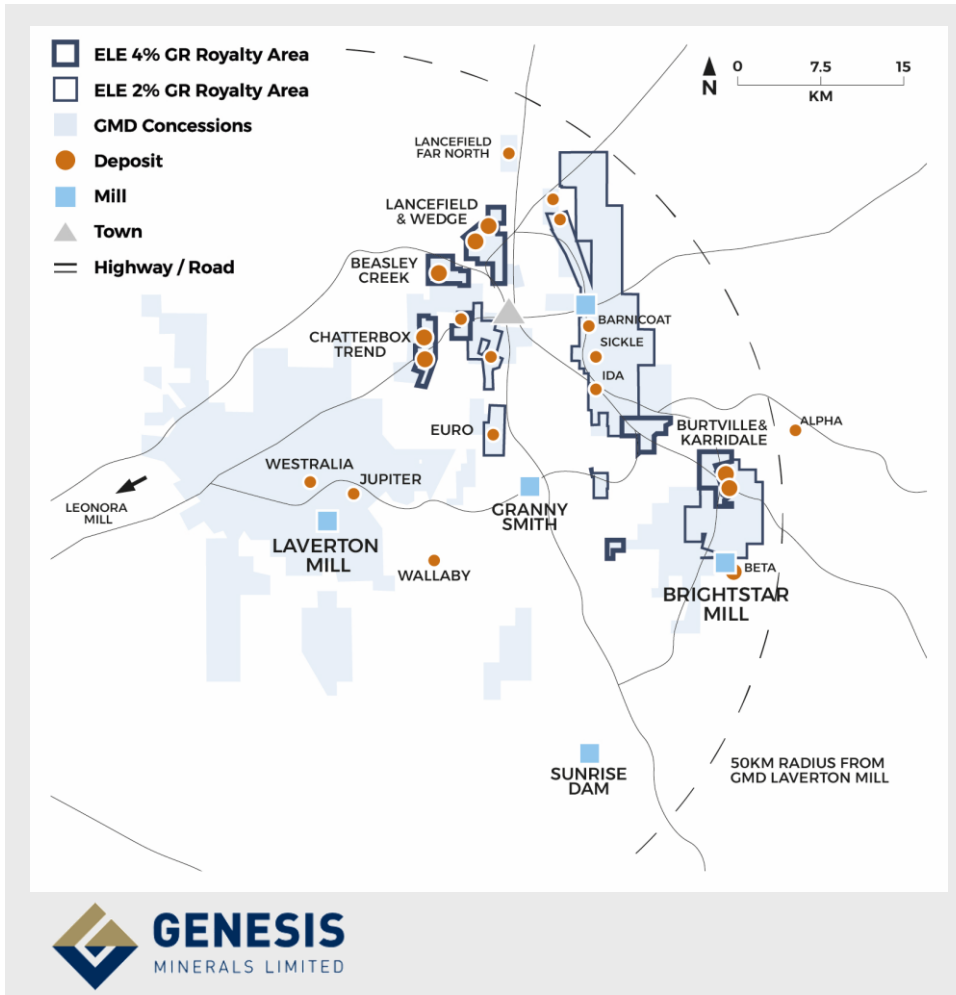 ELE 4% GR Royalty Area
ELE 2% GR Royalty Area
GMD Concessions
Deposit
Mill
Town
Highway / Road
N
0 7.5 15
KM
LANCEFIELD
FAR NORTH
LANCEFIELD
& WEDGE
BEASLEY
CREEK
CHATTERBOX
TREND
BARNICOAT
SICKLE
IDA
EURO
BURTVILLE&
KARRIDALE
ALPHA
WESTRALIA
JUPITER
LEONORA
MILL
GRANNY
SMITH
LAVERTON
MILL
WALLABY
BETA
BRIGHTSTAR
MILL
SUNRISE
DAM
50KM RADIUS FROM
GMD LAVERTON MILL
GENESIS
MINERALS LIMITED